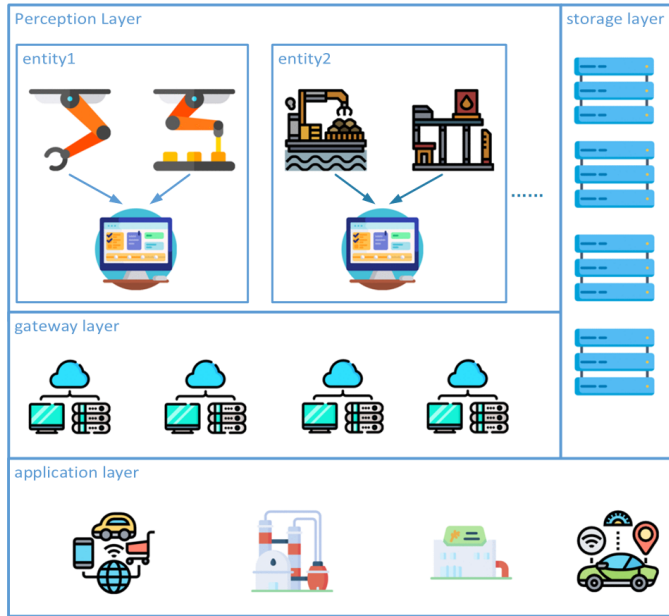 Perception Layer
storage layer
entity1
entity2
......
gateway layer
application layer